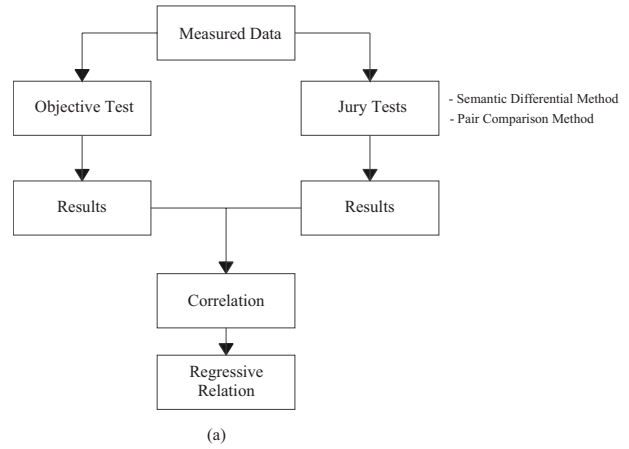 Measured Data
Objective Test
Jury Tests
- Semantic Differential Method
- Pair Comparison Method
Results
Results
Correlation
Regressive
Relation
(a)